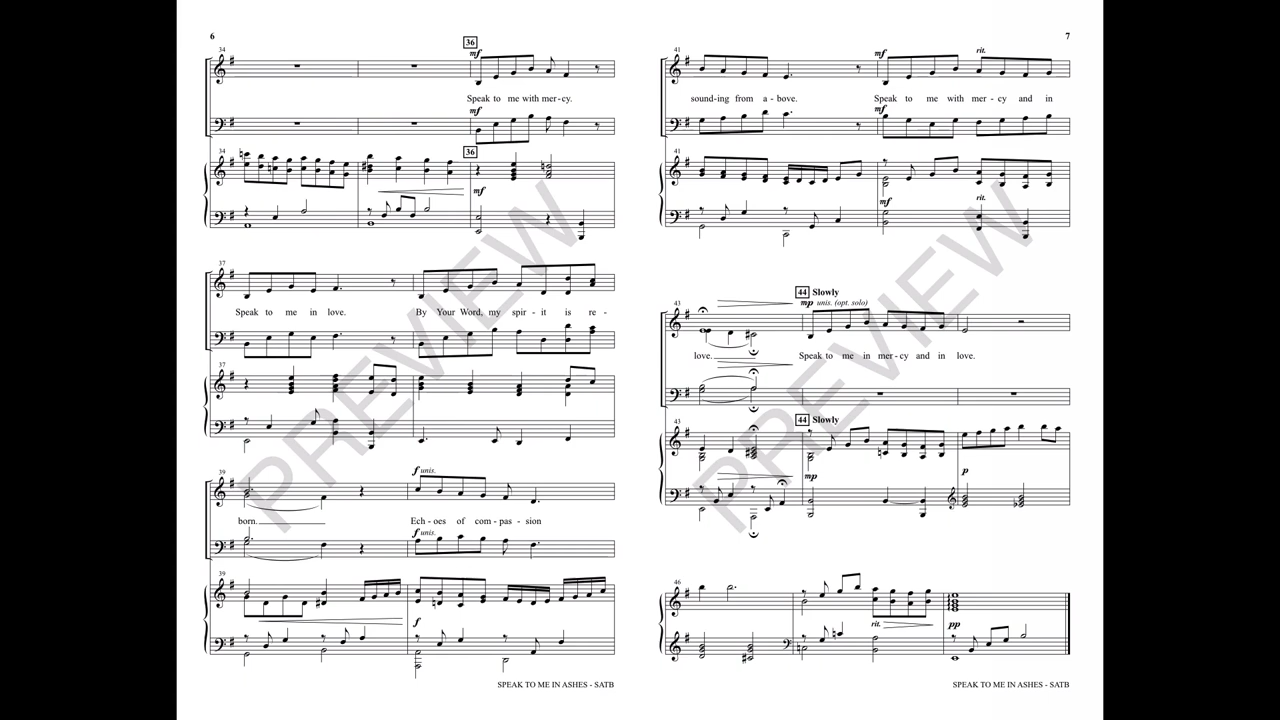 6
34
36
mf
Speak to me with mer-cy.
mf
34
36
mf
37
Speak to me in love. By Your Word, my spir - it is re -
37
39
f unis.
born. Ech - oes of com - pas - sion
f unis.
39
f
SPEAK TO ME IN ASHES - SATB
7
41
mf
rit.
sound-ing from a - bove. Speak to me with mer - cy and in
mf
41
mf
rit.
43
44 Slowly
mp unis. (opt. solo)
love. Speak to me in mer - cy and in love.
43
44 Slowly
mp
p
46
rit.
pp
SPEAK TO ME IN ASHES - SATB
PREVIEW
PREVIEW